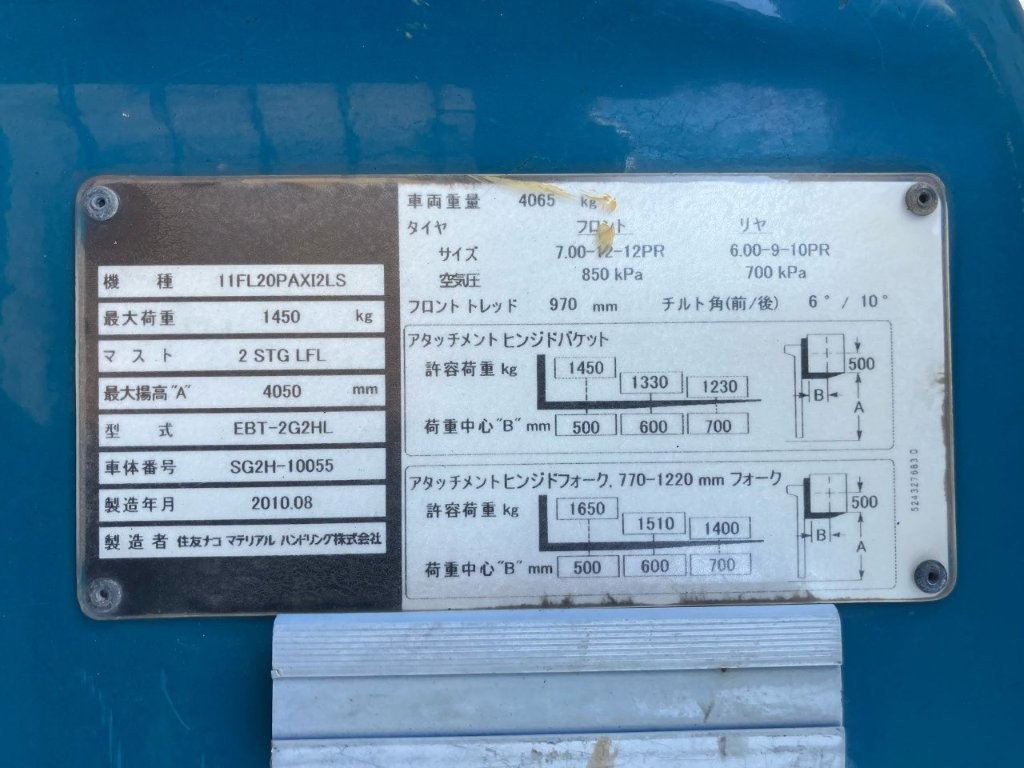 機種 11FL20PAXI2LS
最大荷重 1450 kg
マスト 2 STG LFL
最大揚高"A" 4050 mm
型式 EBT-2G2HL
車体番号 SG2H-10055
製造年月 2010.08
製造者 住友ナコ マテリアル ハンドリング株式会社
車両重量 4065 kg
タイヤ フロント リヤ
サイズ 7.00-12-12PR 6.00-9-10PR
空気圧 850 kPa 700 kPa
フロント トレッド 970 mm チルト角(前/後) 6° / 10°
アタッチメント ヒンジドバケット
許容荷重 kg 1450 1330 1230
荷重中心"B" mm 500 600 700
500
B
A
アタッチメント ヒンジドフォーク, 770-1220 mm フォーク
許容荷重 kg 1650 1510 1400
荷重中心"B" mm 500 600 700
500
B
A